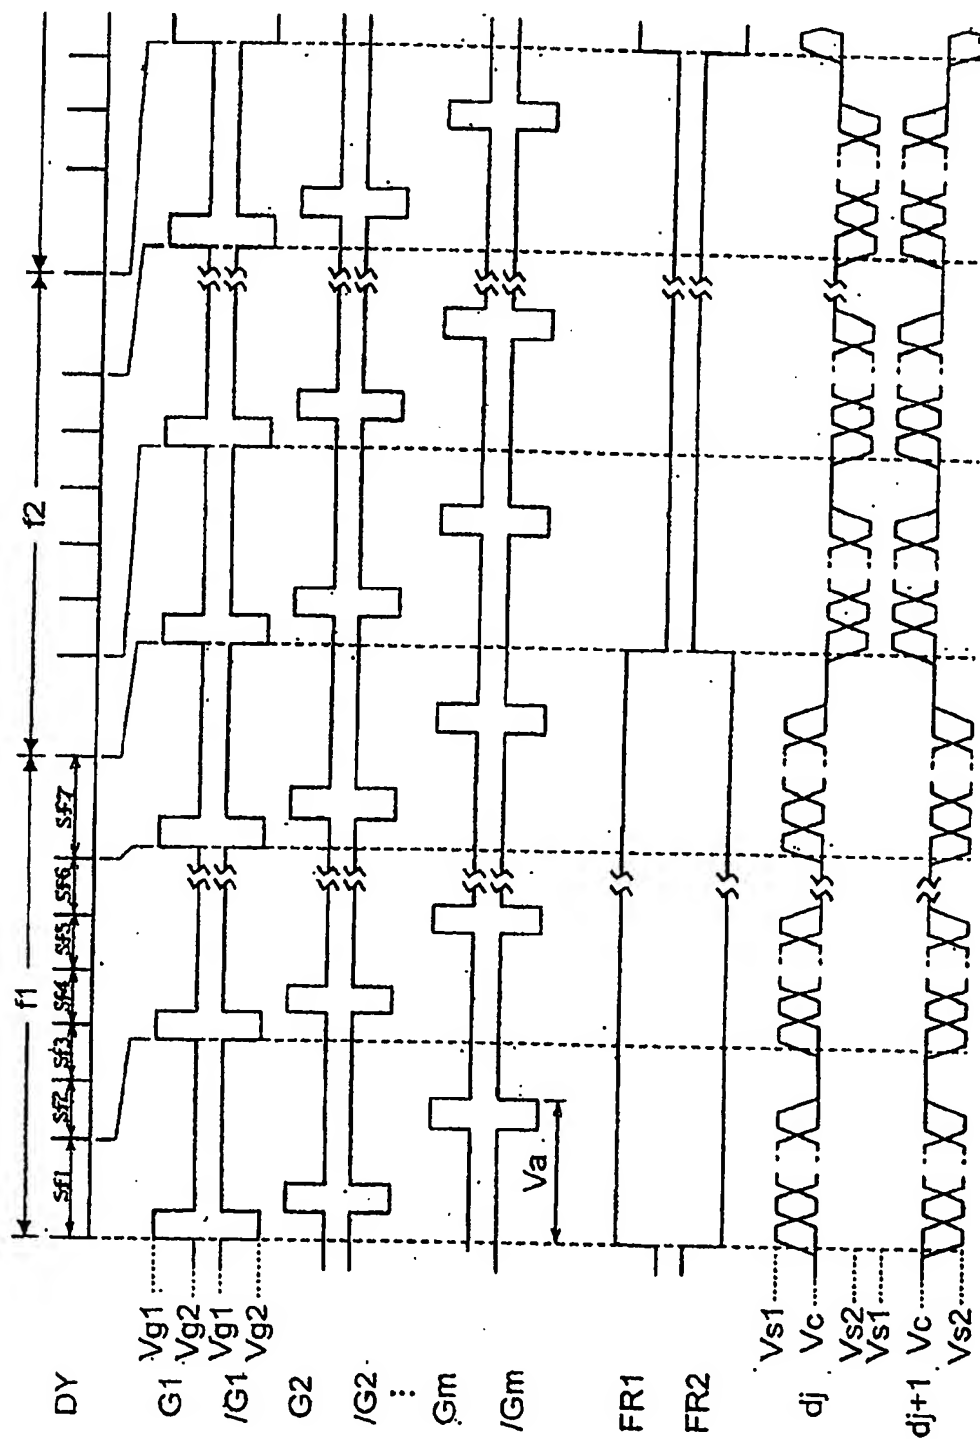 f1
f2
Sf1
Sf2
Sf3
Sf4
Sf5
Sf6
Sf7
DY
Vg1
G1
Vg2
/G1
Vg1
Vg2
G2
/G2
Gm
/Gm
Va
FR1
FR2
Vs1
dj
Vc
Vs2
Vs1
dj+1
Vc
Vs2